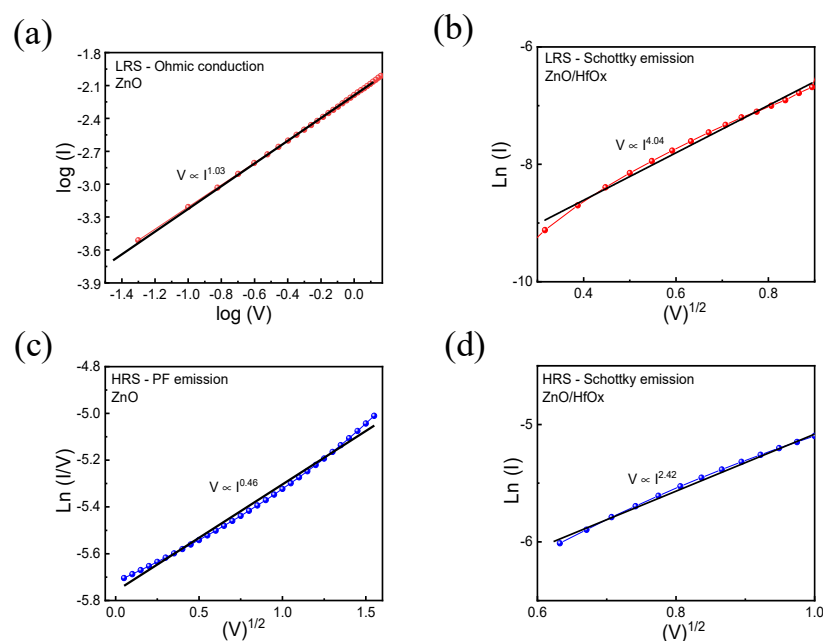 (a)
LRS - Ohmic conduction
ZnO
V ∝ I^1.03
log (I)
-1.8
-2.1
-2.4
-2.7
-3.0
-3.3
-3.6
-3.9
-1.4 -1.2 -1.0 -0.8 -0.6 -0.4 -0.2 0.0
log (V)
(b)
LRS - Schottky emission
ZnO/HfOx
V ∝ I^4.04
Ln (I)
-6
-8
-10
0.4 0.6 0.8
(V)^1/2
(c)
HRS - PF emission
ZnO
V ∝ I^0.46
Ln (I/V)
-4.8
-5.0
-5.2
-5.4
-5.6
-5.8
0.0 0.5 1.0 1.5
(V)^1/2
(d)
HRS - Schottky emission
ZnO/HfOx
V ∝ I^2.42
Ln (I)
-5
-6
0.6 0.8 1.0
(V)^1/2